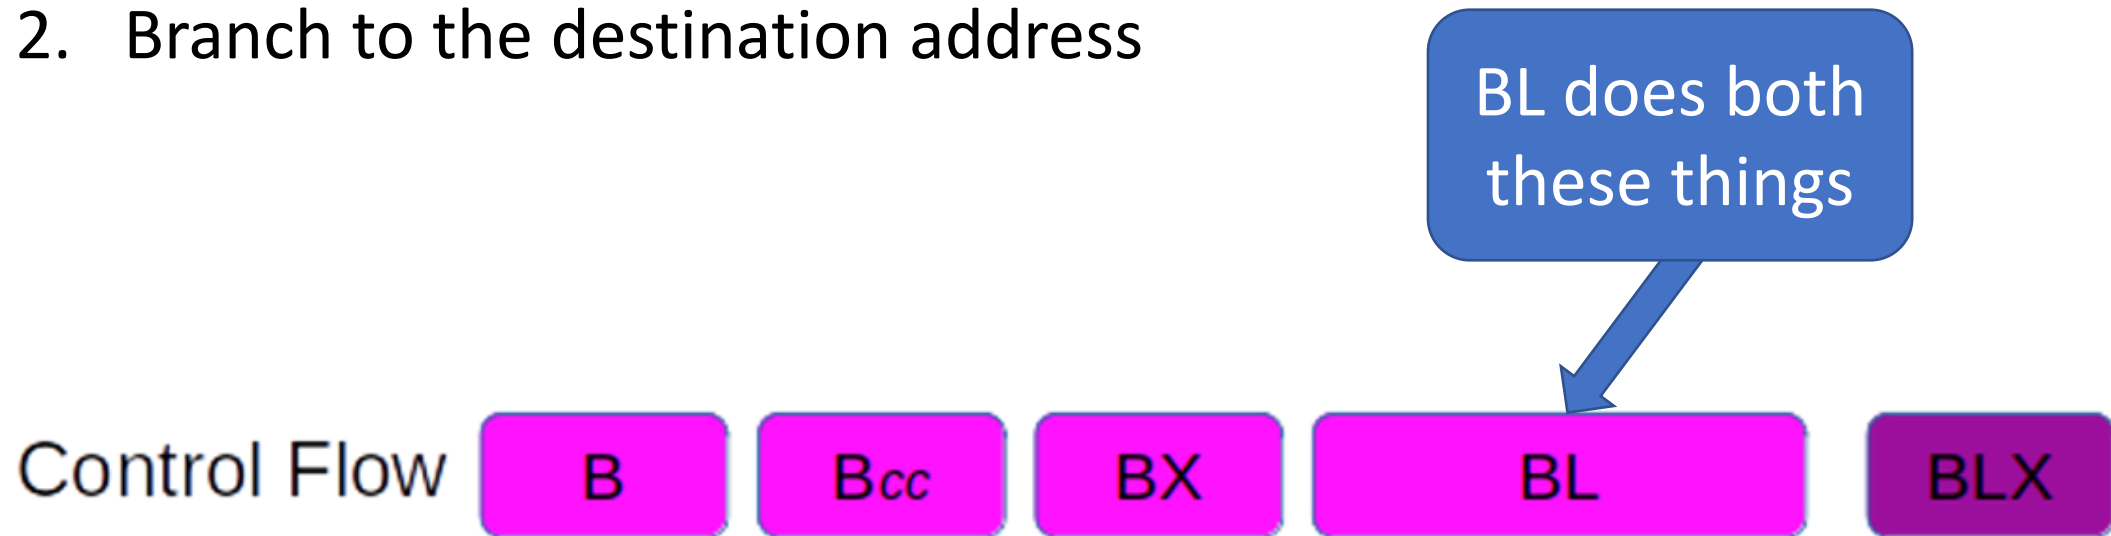 2. Branch to the destination address
BL does both
these things
Control Flow B Bcc BX BL BLX